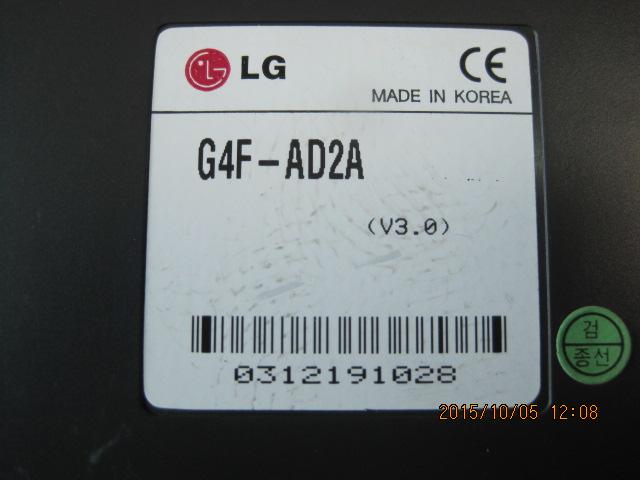 LG CE
MADE IN KOREA
G4F-AD2A
(V3.0)
0312191028
검
종선
2015/10/05 12:08